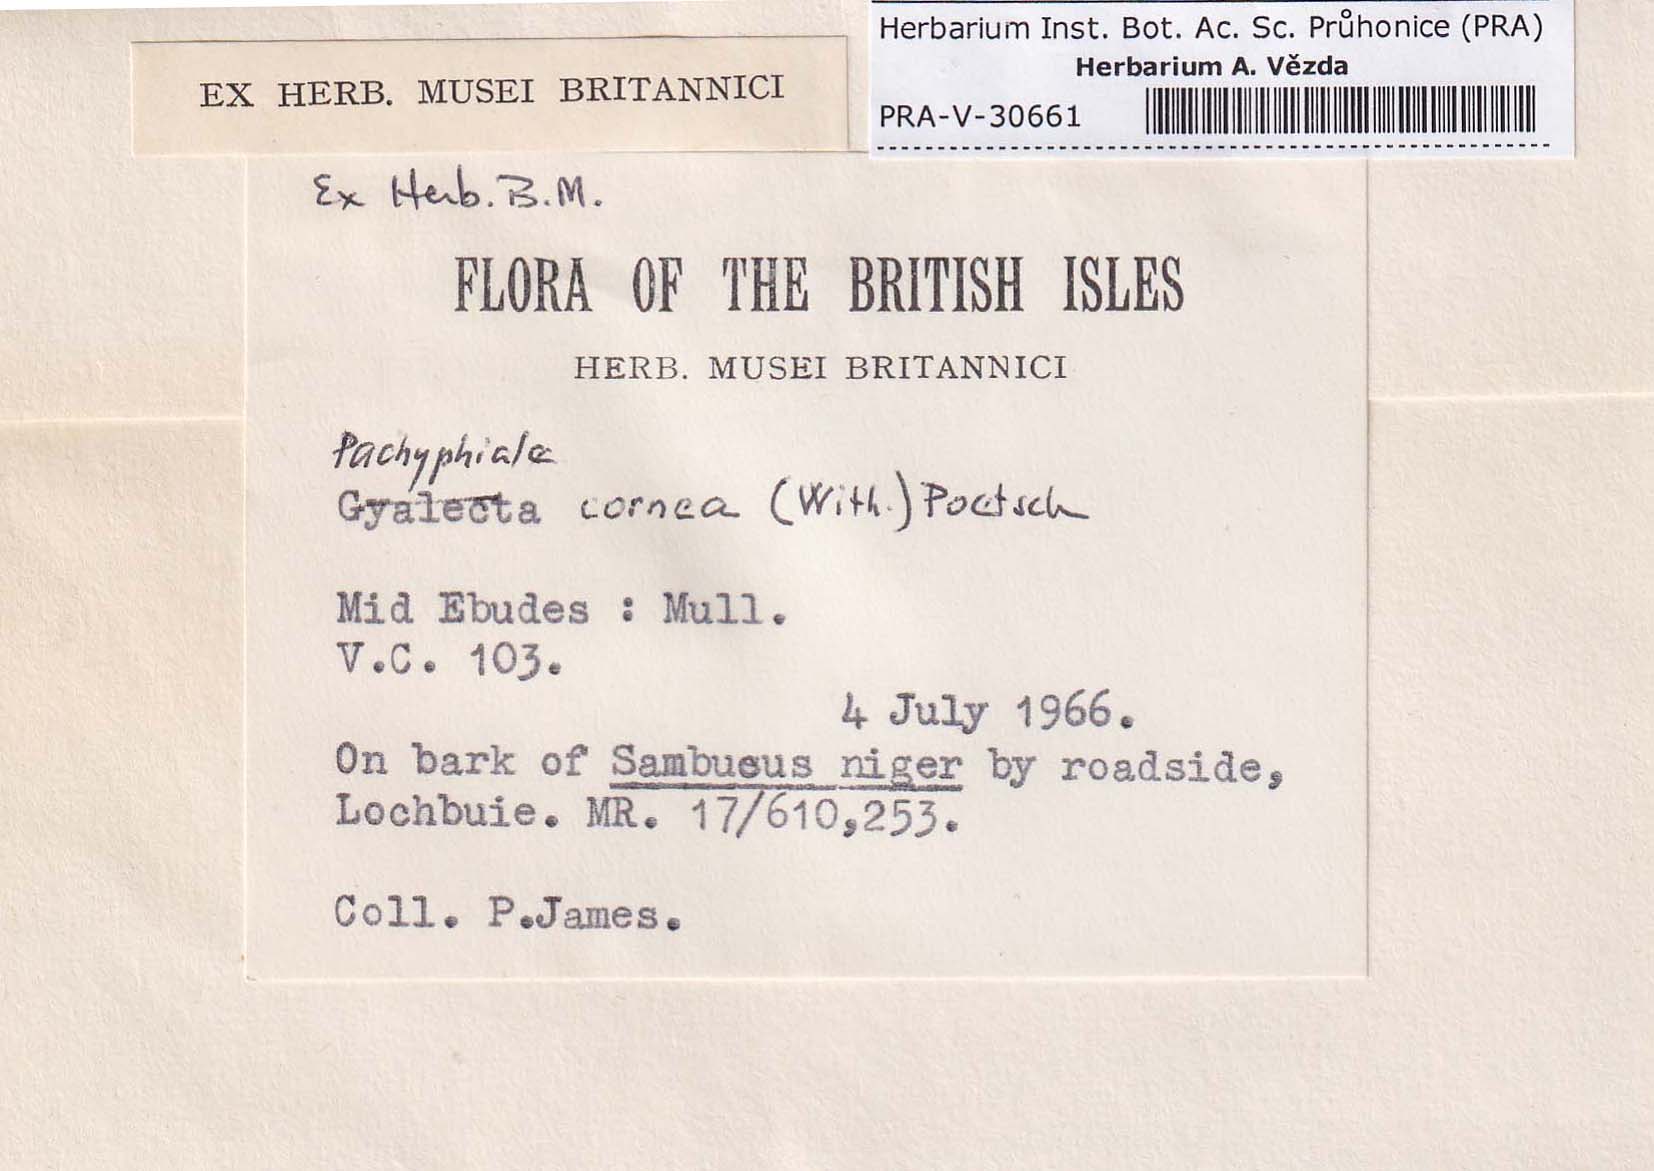 Herbarium Inst. Bot. Ac. Sc. Průhonice (PRA)
Herbarium A. Vězda
PRA-V-30661
EX HERB. MUSEI BRITANNICI
Ex Herb. B.M.
FLORA OF THE BRITISH ISLES
HERB. MUSEI BRITANNICI
Pachyphiale
Gyalecta cornea (With.) Poetsch
Mid Ebudes : Mull.
V.C. 103.
4 July 1966.
On bark of Sambucus niger by roadside,
Lochbuie. MR. 17/610,253.
Coll. P.James.